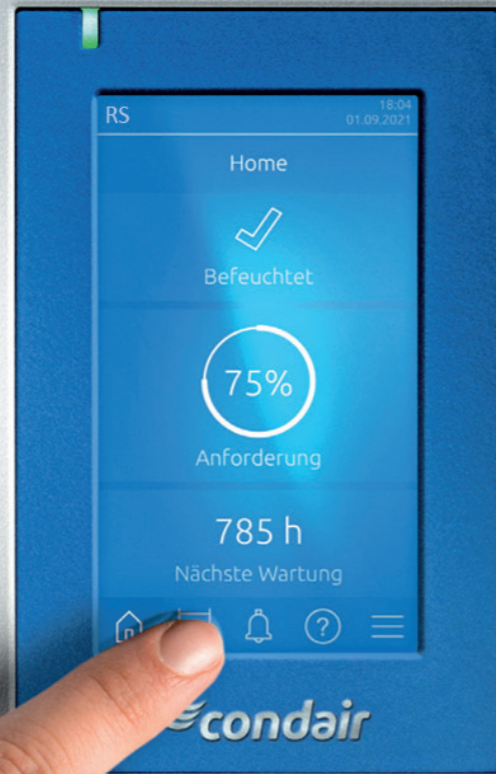 RS
18:04
01.09.2021
Home
Befeuchtet
75%
Anforderung
785 h
Nächste Wartung
?
condair